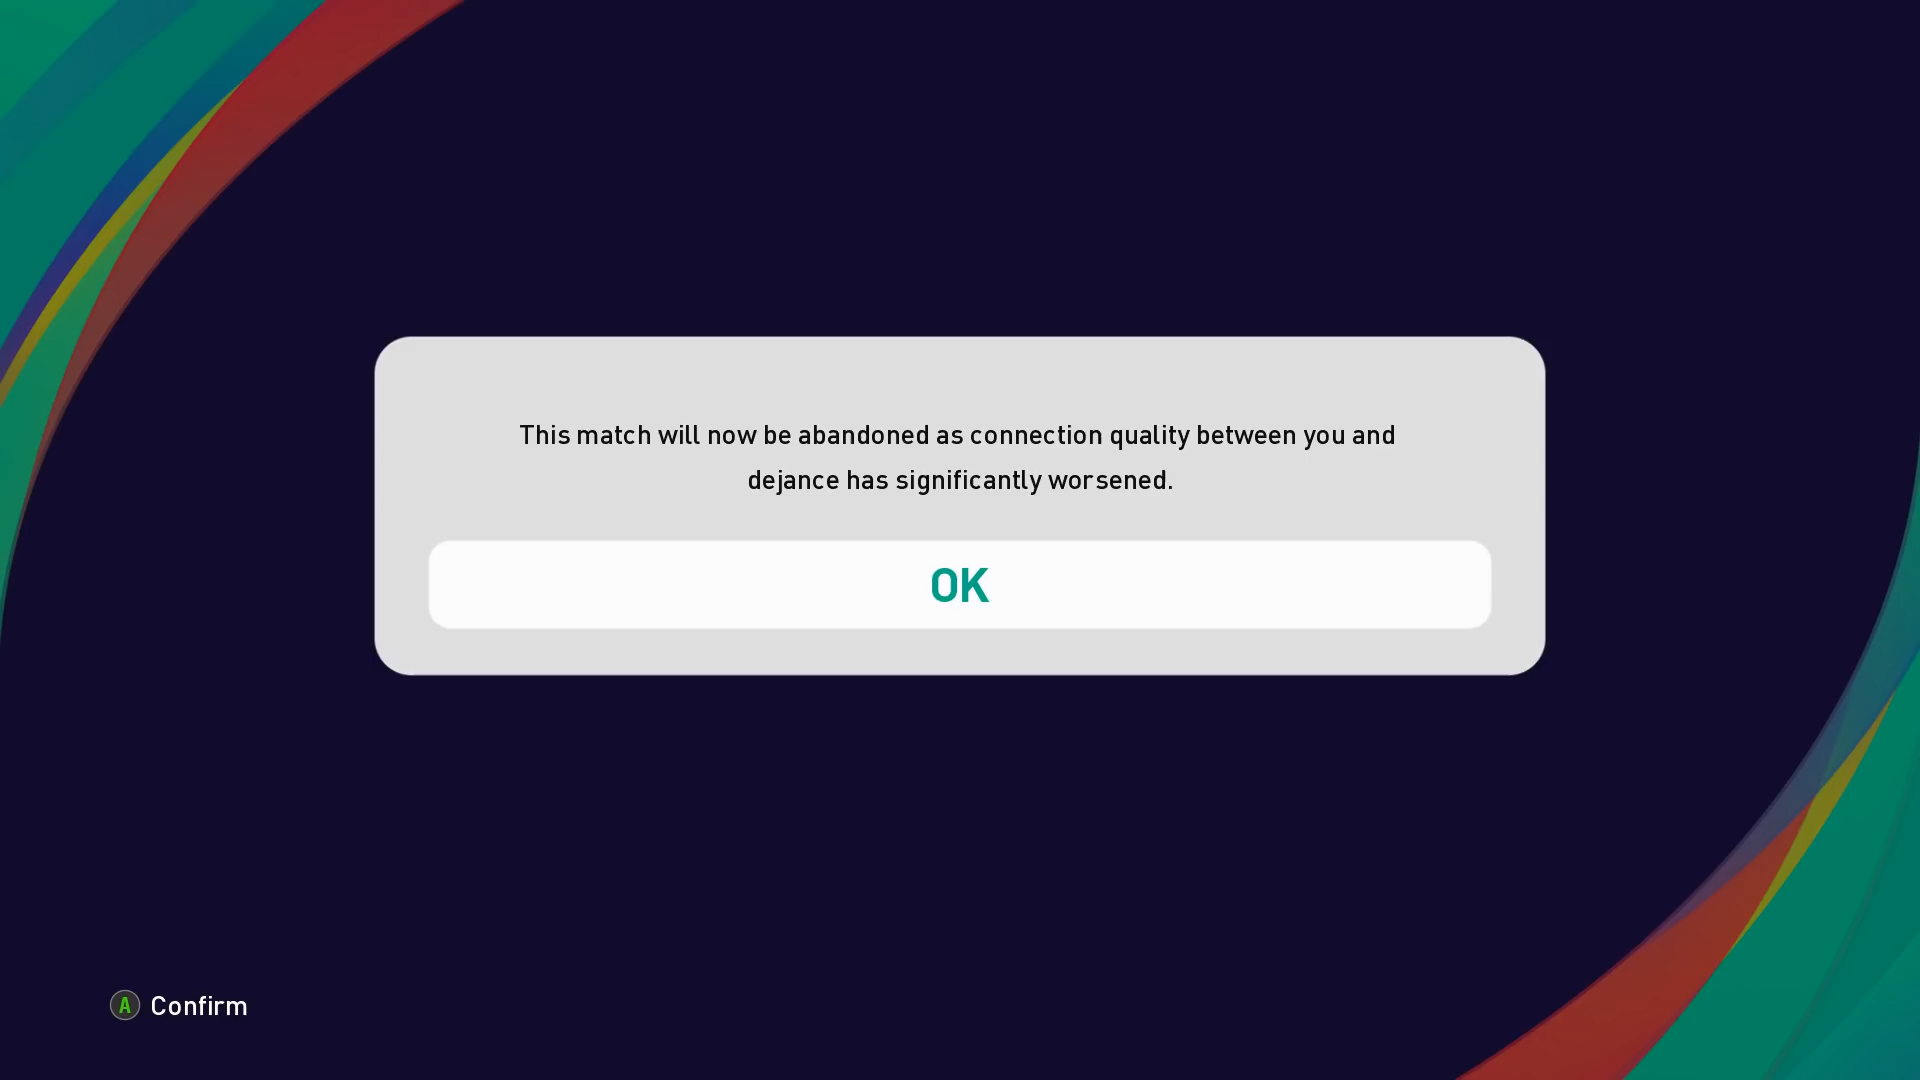 This match will now be abandoned as connection quality between you and
dejance has significantly worsened.
OK
A Confirm